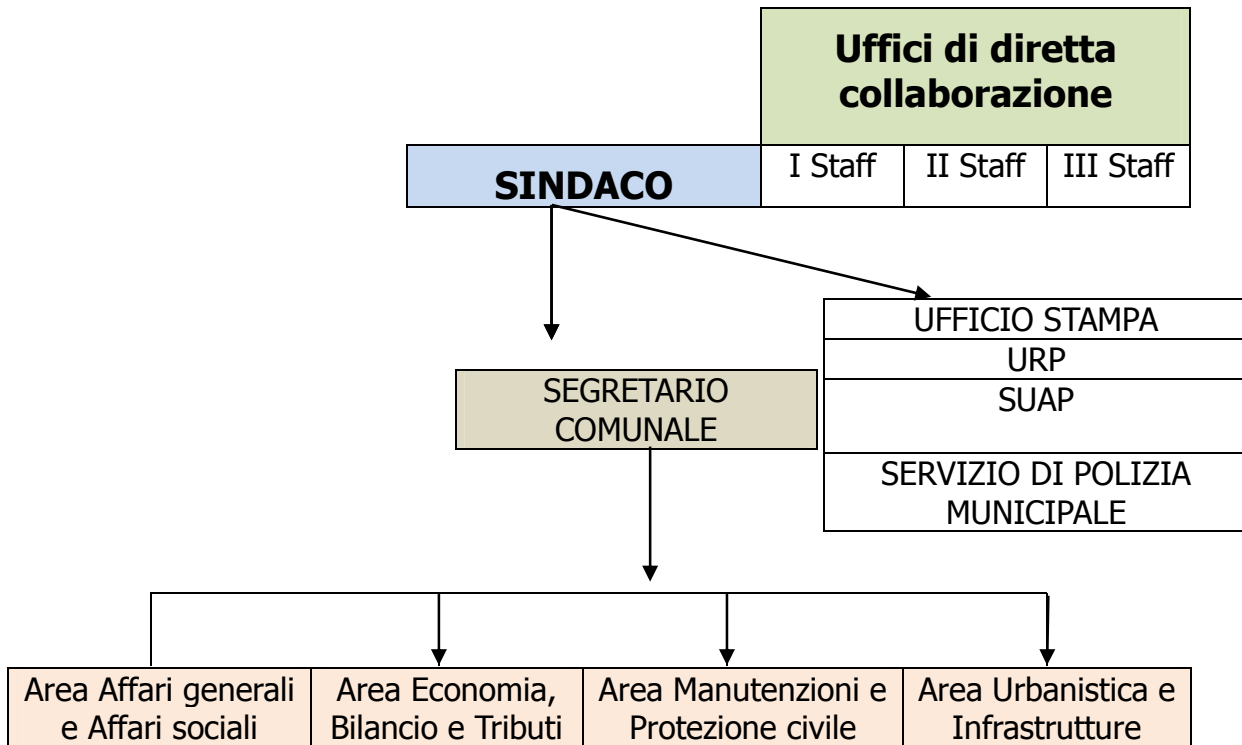 Uffici di diretta
collaborazione
SINDACO
I Staff
II Staff
III Staff
UFFICIO STAMPA
URP
SUAP
SERVIZIO DI POLIZIA
MUNICIPALE
SEGRETARIO
COMUNALE
Area Affari generali
e Affari sociali
Area Economia,
Bilancio e Tributi
Area Manutenzioni e
Protezione civile
Area Urbanistica e
Infrastrutture